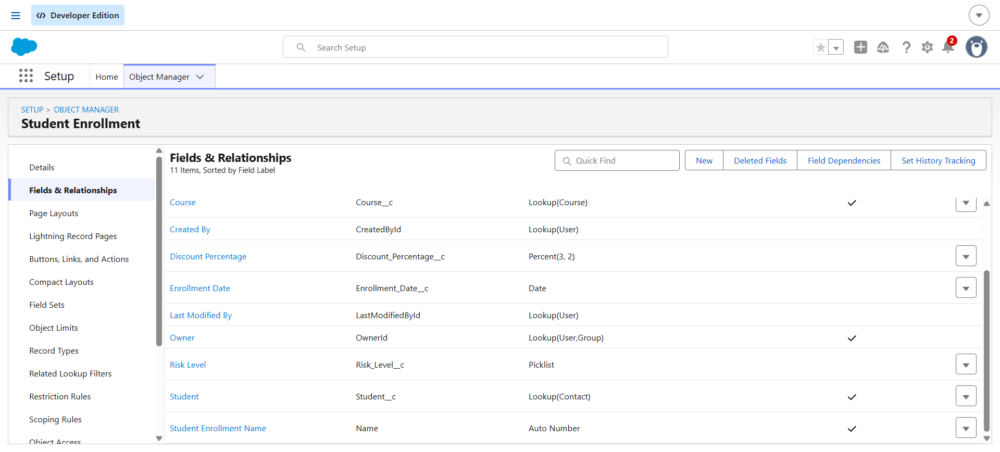 Developer Edition
Search Setup
2
Setup
Home
Object Manager
SETUP > OBJECT MANAGER
Student Enrollment
Details
Fields & Relationships
Page Layouts
Lightning Record Pages
Buttons, Links, and Actions
Compact Layouts
Field Sets
Object Limits
Record Types
Related Lookup Filters
Restriction Rules
Scoping Rules
Object Access
Fields & Relationships
11 Items, Sorted by Field Label
Quick Find
New
Deleted Fields
Field Dependencies
Set History Tracking
Course Course__c Lookup(Course)
Created By CreatedById Lookup(User)
Discount Percentage Discount_Percentage__c Percent(3, 2)
Enrollment Date Enrollment_Date__c Date
Last Modified By LastModifiedById Lookup(User)
Owner OwnerId Lookup(User,Group)
Risk Level Risk_Level__c Picklist
Student Student__c Lookup(Contact)
Student Enrollment Name Name Auto Number